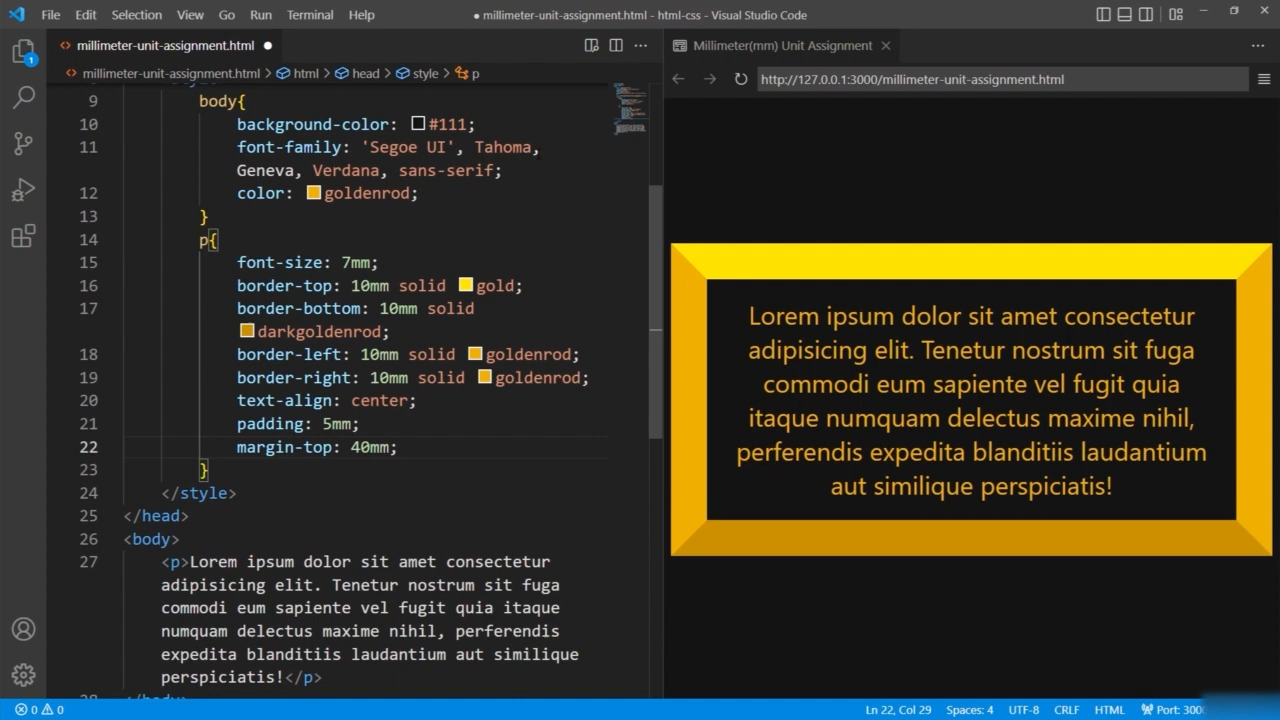 File Edit Selection View Go Run Terminal Help
● millimeter-unit-assignment.html - html-css - Visual Studio Code
1
<> millimeter-unit-assignment.html ●
<> millimeter-unit-assignment.html > html > head > style > p
9 body{
10 background-color: #111;
11 font-family: 'Segoe UI', Tahoma,
Geneva, Verdana, sans-serif;
12 color: goldenrod;
13 }
14 p{
15 font-size: 7mm;
16 border-top: 10mm solid gold;
17 border-bottom: 10mm solid
darkgoldenrod;
18 border-left: 10mm solid goldenrod;
19 border-right: 10mm solid goldenrod;
20 text-align: center;
21 padding: 5mm;
22 margin-top: 40mm;
23 }
24 </style>
25 </head>
26 <body>
27 <p>Lorem ipsum dolor sit amet consectetur
adipisicing elit. Tenetur nostrum sit fuga
commodi eum sapiente vel fugit quia itaque
numquam delectus maxime nihil, perferendis
expedita blanditiis laudantium aut similique
perspiciatis!</p>
Millimeter(mm) Unit Assignment
http://127.0.0.1:3000/millimeter-unit-assignment.html
Lorem ipsum dolor sit amet consectetur
adipisicing elit. Tenetur nostrum sit fuga
commodi eum sapiente vel fugit quia
itaque numquam delectus maxime nihil,
perferendis expedita blanditiis laudantium
aut similique perspiciatis!
0 0 Ln 22, Col 29 Spaces: 4 UTF-8 CRLF HTML Port: